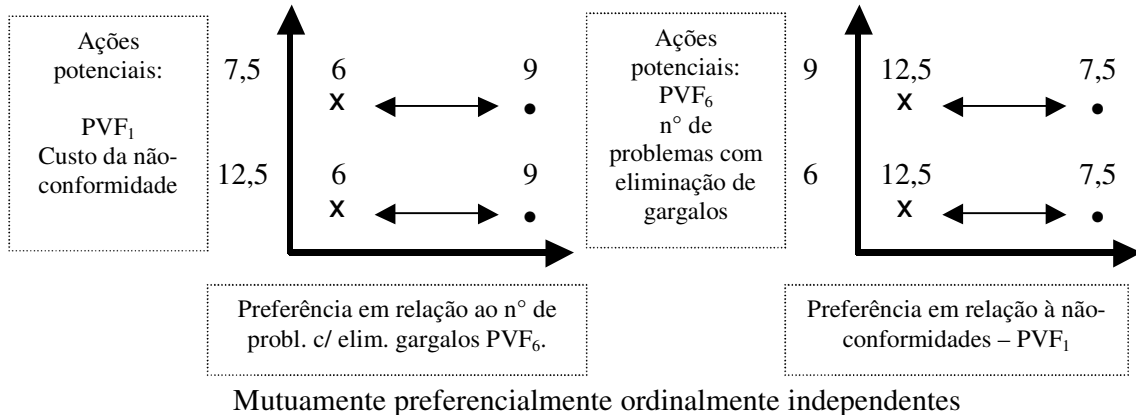 Ações
potenciais:
PVF₁
Custo da não-
conformidade
7,5
6
9
x
12,5
6
9
x
Preferência em relação ao n° de
probl. c/ elim. gargalos PVF₆.
Ações
potenciais:
PVF₆
n° de
problemas com
eliminação de
gargalos
9
12,5
7,5
x
6
12,5
7,5
x
Preferência em relação à não-
conformidades – PVF₁
Mutuamente preferencialmente ordinalmente independentes